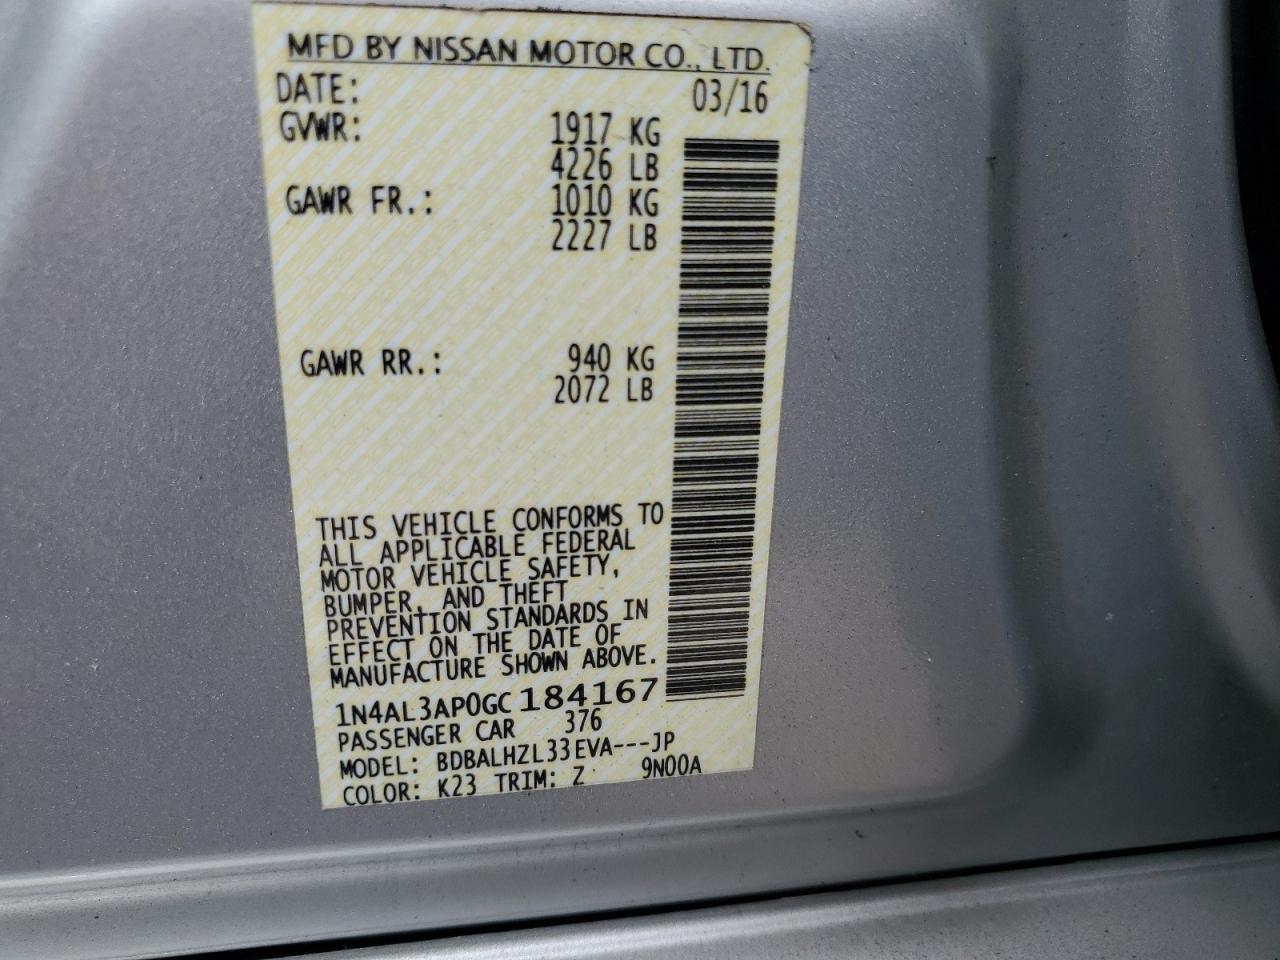 MFD BY NISSAN MOTOR CO., LTD.
DATE: 03/16
GVWR: 1917 KG
4226 LB
GAWR FR.: 1010 KG
2227 LB
GAWR RR.: 940 KG
2072 LB
THIS VEHICLE CONFORMS TO
ALL APPLICABLE FEDERAL
MOTOR VEHICLE SAFETY,
BUMPER, AND THEFT
PREVENTION STANDARDS IN
EFFECT ON THE DATE OF
MANUFACTURE SHOWN ABOVE.
1N4AL3AP0GC184167
PASSENGER CAR 376
MODEL: BDBALHZL33EVA---JP
COLOR: K23 TRIM: Z 9N00A